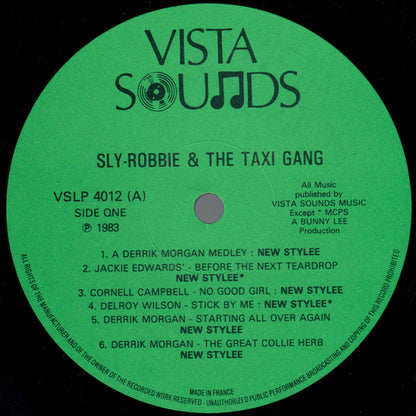 VISTA
SOUNDS
SLY-ROBBIE & THE TAXI GANG
VSLP 4012 (A)
SIDE ONE
Ⓟ 1983
All Music
published by
VISTA SOUNDS MUSIC
Except * MCPS
A BUNNY LEE
Production
1. A DERRIK MORGAN MEDLEY : NEW STYLEE
2. JACKIE EDWARDS' - BEFORE THE NEXT TEARDROP
NEW STYLEE*
3. CORNELL CAMPBELL - NO GOOD GIRL : NEW STYLEE
4. DELROY WILSON - STICK BY ME : NEW STYLEE*
5. DERRIK MORGAN - STARTING ALL OVER AGAIN
NEW STYLEE
6. DERRIK MORGAN - THE GREAT COLLIE HERB
NEW STYLEE
MADE IN FRANCE
ALL RIGHTS OF THE MANUFACTURER AND OF THE OWNER OF THE RECORDED WORK RESERVED - UNAUTHORIZED PUBLIC PERFORMANCE BROADCASTING AND COPYING OF THIS RECORD PROHIBITED